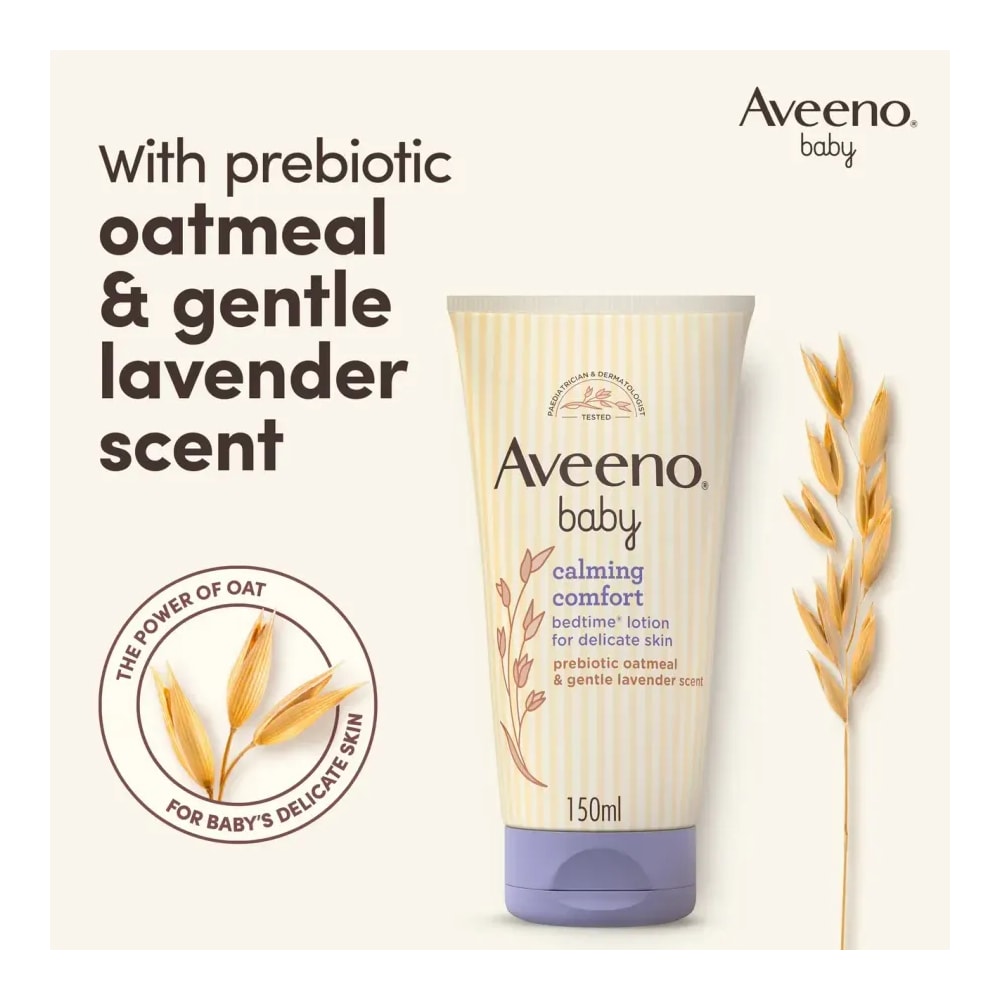 Aveeno®
baby
With prebiotic
oatmeal
& gentle
lavender
scent
PAEDIATRICIAN & DERMATOLOGIST
TESTED
Aveeno®
baby
calming
comfort
bedtime* lotion
for delicate skin
prebiotic oatmeal
& gentle lavender scent
150ml
THE POWER OF OAT
FOR BABY'S DELICATE SKIN